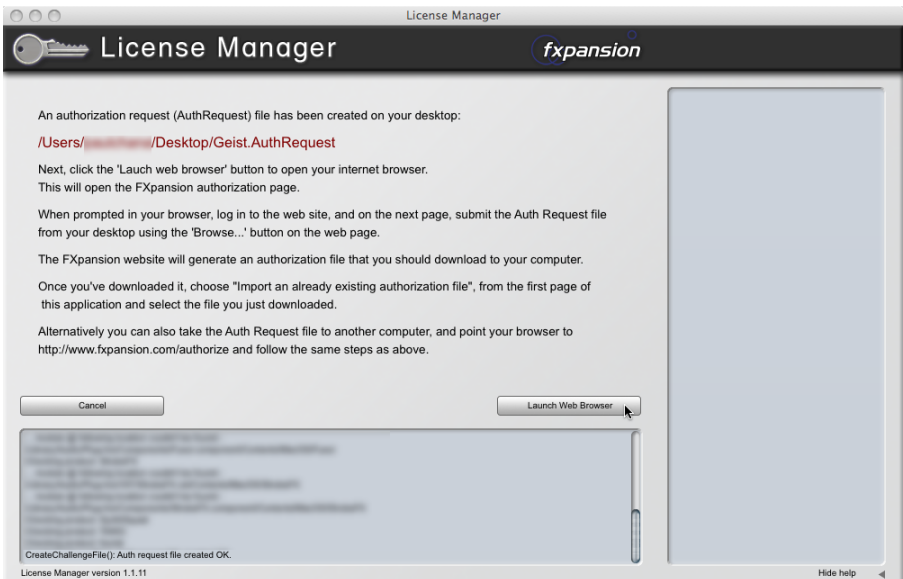 License Manager
License Manager
fxpansion
An authorization request (AuthRequest) file has been created on your desktop:
/Users/ /Desktop/Geist.AuthRequest
Next, click the 'Lauch web browser' button to open your internet browser.
This will open the FXpansion authorization page.
When prompted in your browser, log in to the web site, and on the next page, submit the Auth Request file
from your desktop using the 'Browse...' button on the web page.
The FXpansion website will generate an authorization file that you should download to your computer.
Once you've downloaded it, choose "Import an already existing authorization file", from the first page of
this application and select the file you just downloaded.
Alternatively you can also take the Auth Request file to another computer, and point your browser to
http://www.fxpansion.com/authorize and follow the same steps as above.
Cancel
Launch Web Browser
CreateChallengeFile(): Auth request file created OK.
License Manager version 1.1.11
Hide help